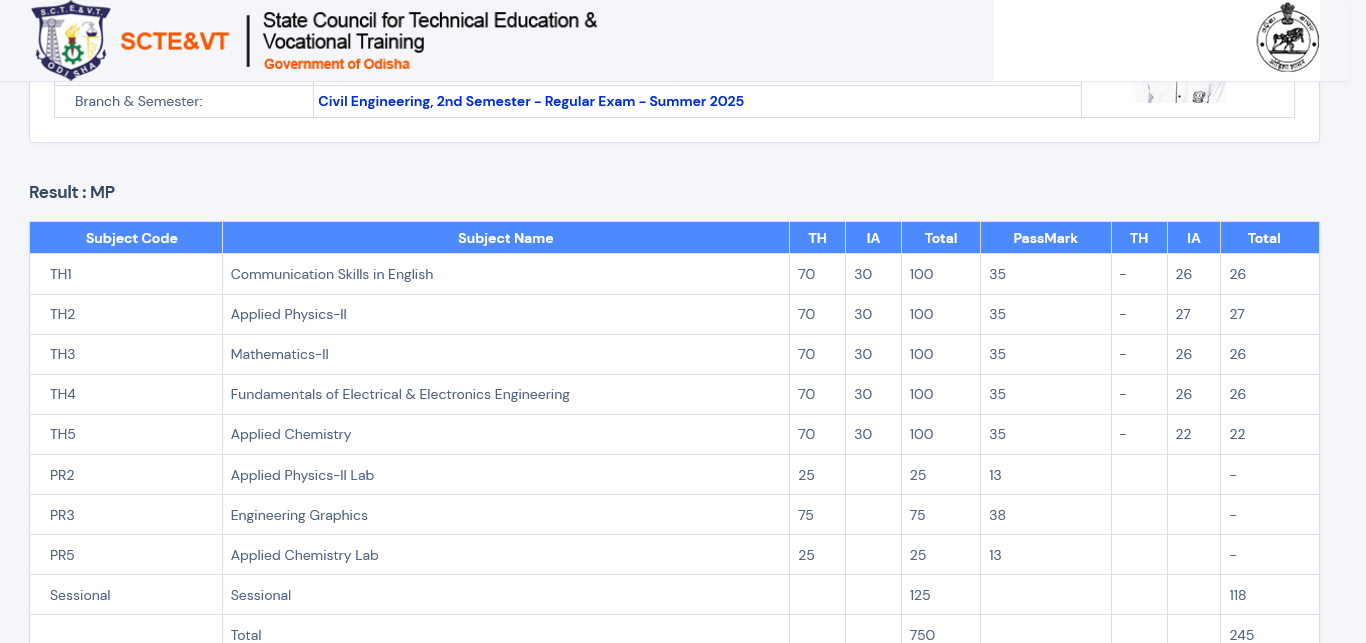 S.C.T.E.&V.T.
ODISHA
SCTE&VT
State Council for Technical Education &
Vocational Training
Government of Odisha
Branch & Semester: Civil Engineering, 2nd Semester - Regular Exam - Summer 2025
Result : MP
Subject Code Subject Name TH IA Total PassMark TH IA Total
TH1 Communication Skills in English 70 30 100 35 - 26 26
TH2 Applied Physics-II 70 30 100 35 - 27 27
TH3 Mathematics-II 70 30 100 35 - 26 26
TH4 Fundamentals of Electrical & Electronics Engineering 70 30 100 35 - 26 26
TH5 Applied Chemistry 70 30 100 35 - 22 22
PR2 Applied Physics-II Lab 25 25 13 -
PR3 Engineering Graphics 75 75 38 -
PR5 Applied Chemistry Lab 25 25 13 -
Sessional Sessional 125 118
Total 750 245